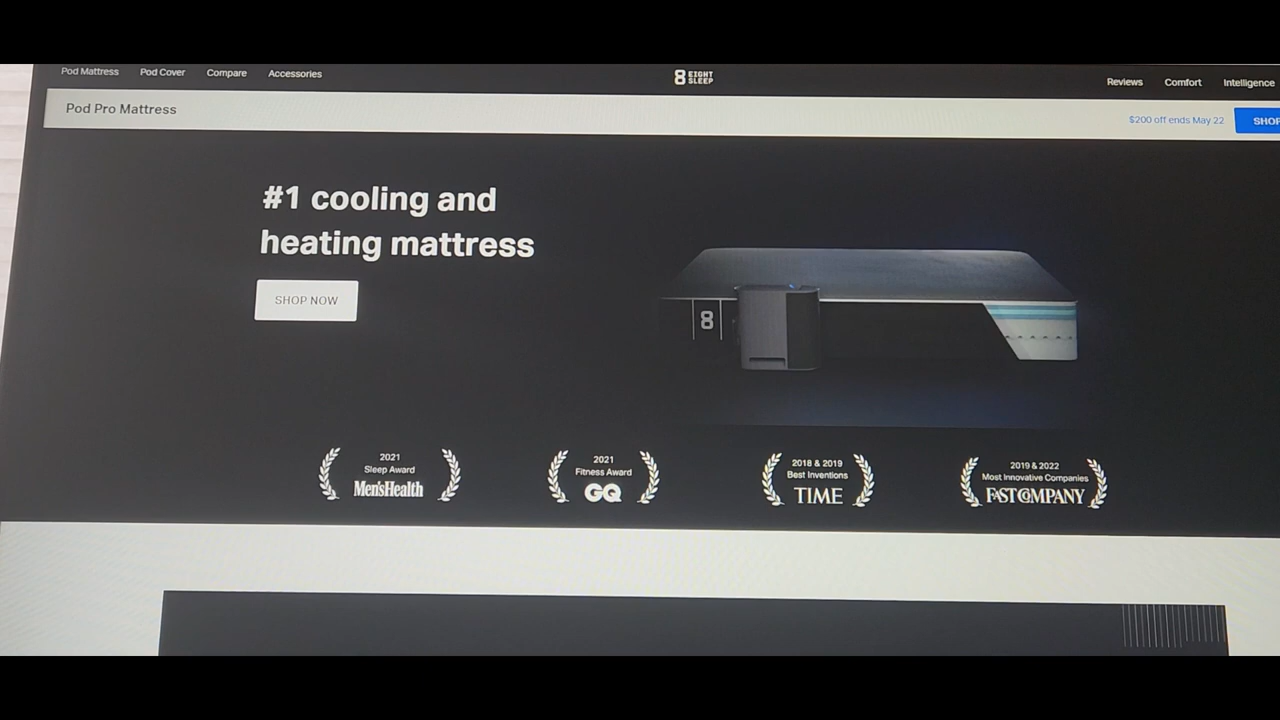 Pod Mattress Pod Cover Compare Accessories
8 EIGHT SLEEP
Reviews Comfort Intelligence
Pod Pro Mattress
$200 off ends May 22
SHOP
#1 cooling and
heating mattress
SHOP NOW
8
2021
Sleep Award
Men'sHealth
2021
Fitness Award
GQ
2018 & 2019
Best Inventions
TIME
2019 & 2022
Most Innovative Companies
FAST COMPANY